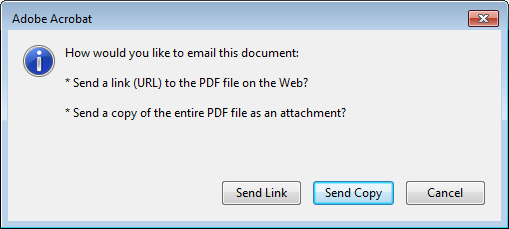 Adobe Acrobat
How would you like to email this document:
* Send a link (URL) to the PDF file on the Web?
* Send a copy of the entire PDF file as an attachment?
Send Link
Send Copy
Cancel